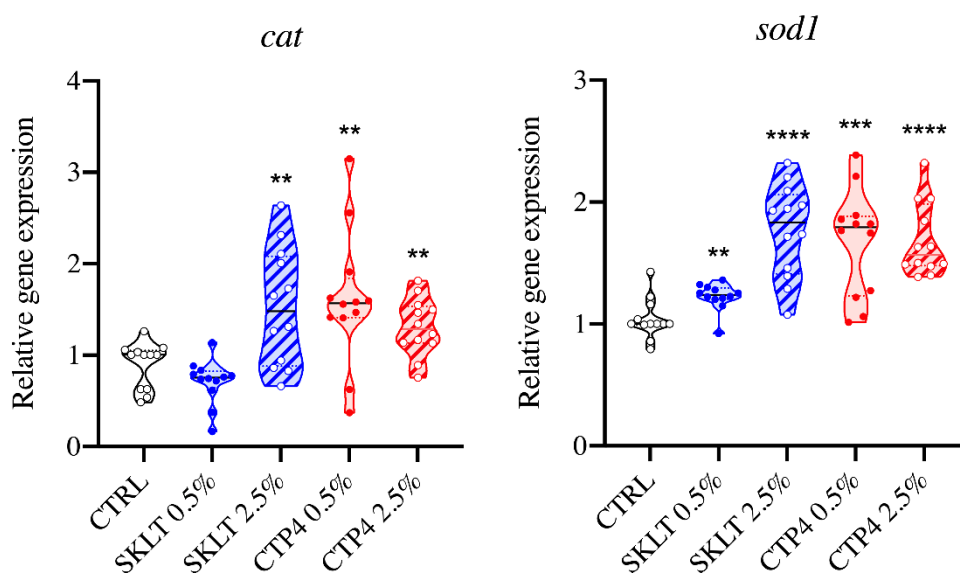 cat
Relative gene expression
4
3
2
1
0
**
**
**
CTRL
SKLT 0.5%
SKLT 2.5%
CTP4 0.5%
CTP4 2.5%
sod1
Relative gene expression
3
2
1
0
**
****
***
****
CTRL
SKLT 0.5%
SKLT 2.5%
CTP4 0.5%
CTP4 2.5%